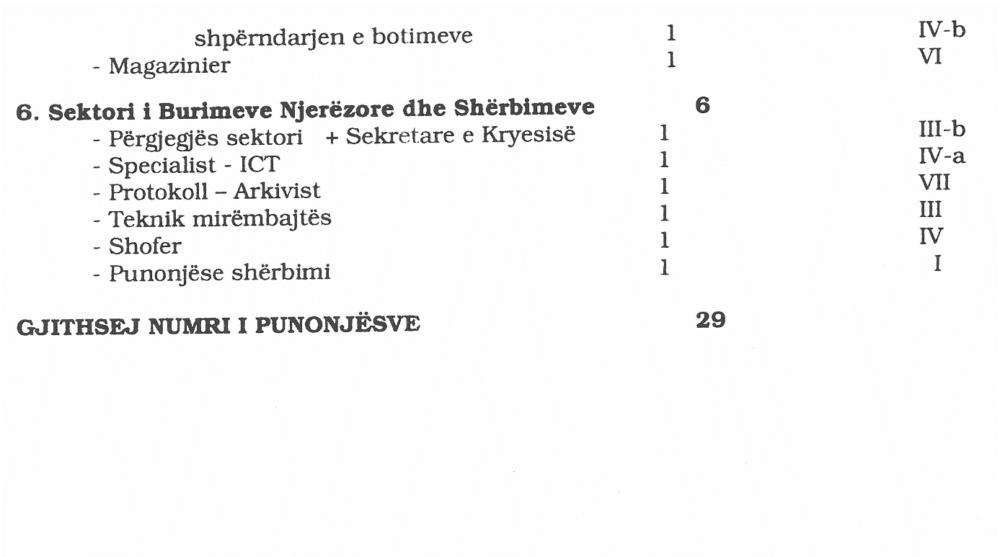 shpërndarjen e botimeve 1 IV-b
- Magazinier 1 VI
6. Sektori i Burimeve Njerëzore dhe Shërbimeve 6
- Përgjegjës sektori + Sekretare e Kryesisë 1 III-b
- Specialist - ICT 1 IV-a
- Protokoll – Arkivist 1 VII
- Teknik mirëmbajtës 1 III
- Shofer 1 IV
- Punonjëse shërbimi 1 I
GJITHSEJ NUMRI I PUNONJËSVE 29